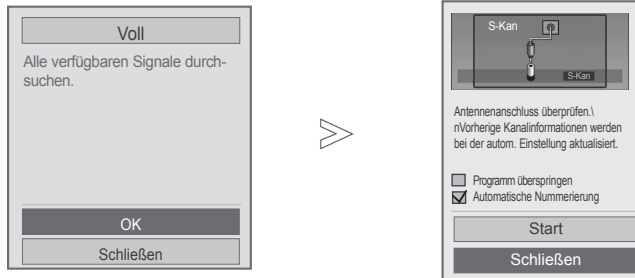 Voll
Alle verfügbaren Signale durch-
suchen.
OK
Schließen
S-Kan
S-Kan
Antennenanschluss überprüfen.\
nVorherige Kanalinformationen werden
bei der autom. Einstellung aktualisiert.
Programm überspringen
Automatische Nummerierung
Start
Schließen